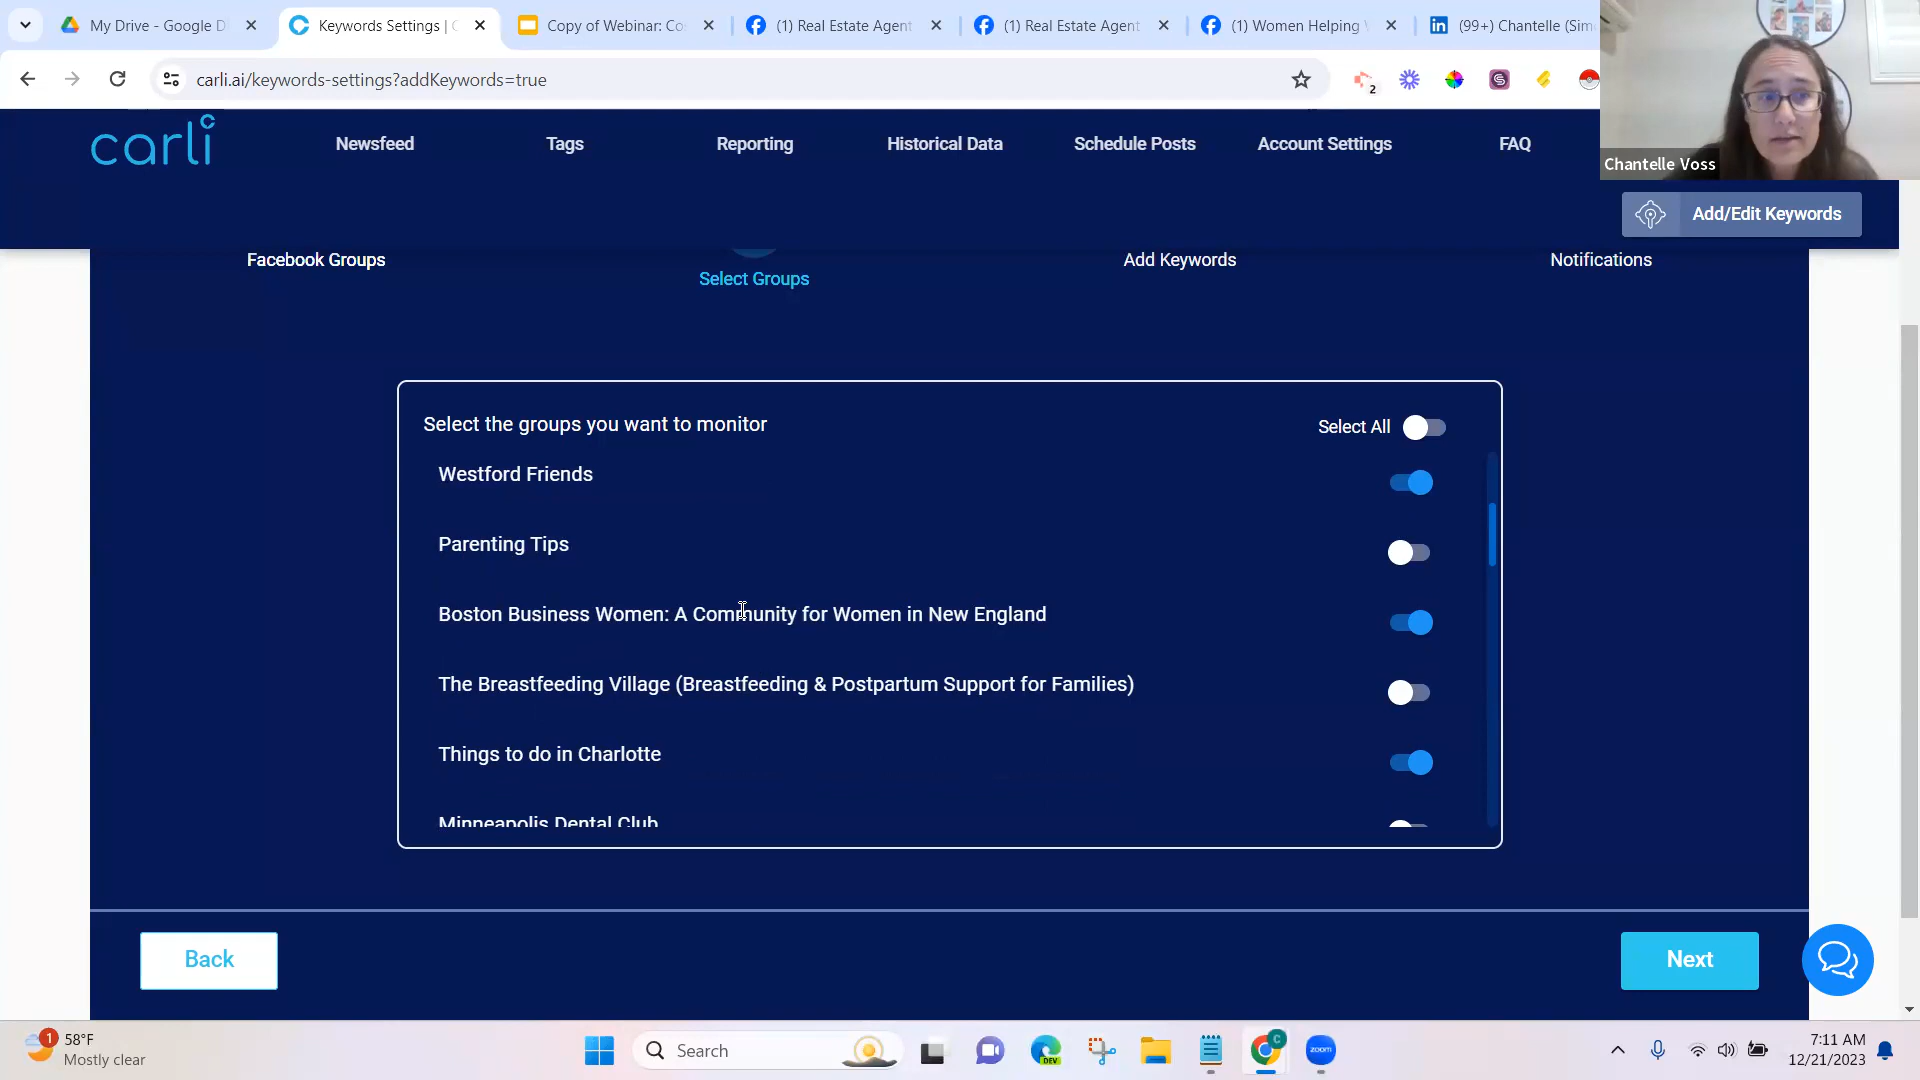 My Drive - Google D
Keywords Settings | C
Copy of Webinar: Co
(1) Real Estate Agent
(1) Real Estate Agent
(1) Women Helping
(99+) Chantelle (Sim
carli.ai/keywords-settings?addKeywords=true
2
carli
Newsfeed
Tags
Reporting
Historical Data
Schedule Posts
Account Settings
FAQ
Chantelle Voss
Add/Edit Keywords
Facebook Groups
Select Groups
Add Keywords
Notifications
Select the groups you want to monitor
Select All
Westford Friends
Parenting Tips
Boston Business Women: A Community for Women in New England
The Breastfeeding Village (Breastfeeding & Postpartum Support for Families)
Things to do in Charlotte
Minneapolis Dental Club
Back
Next
1
58°F
Mostly clear
Search
DEV
C
zoom
7:11 AM
12/21/2023